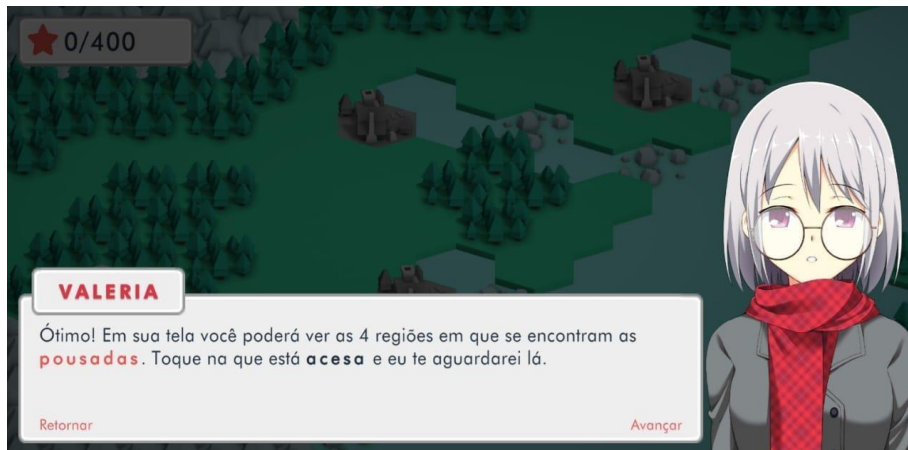 0/400
VALERIA
Ótimo! Em sua tela você poderá ver as 4 regiões em que se encontram as
pousadas. Toque na que está acesa e eu te aguardarei lá.
Retornar
Avançar